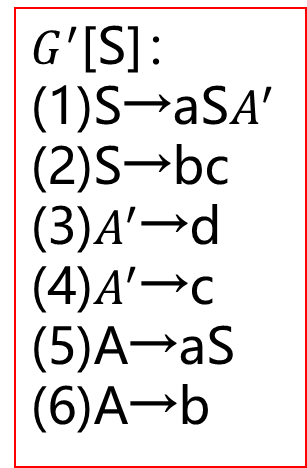 G′[S]:
(1)S→aSA′
(2)S→bc
(3)A′→d
(4)A′→c
(5)A→aS
(6)A→b